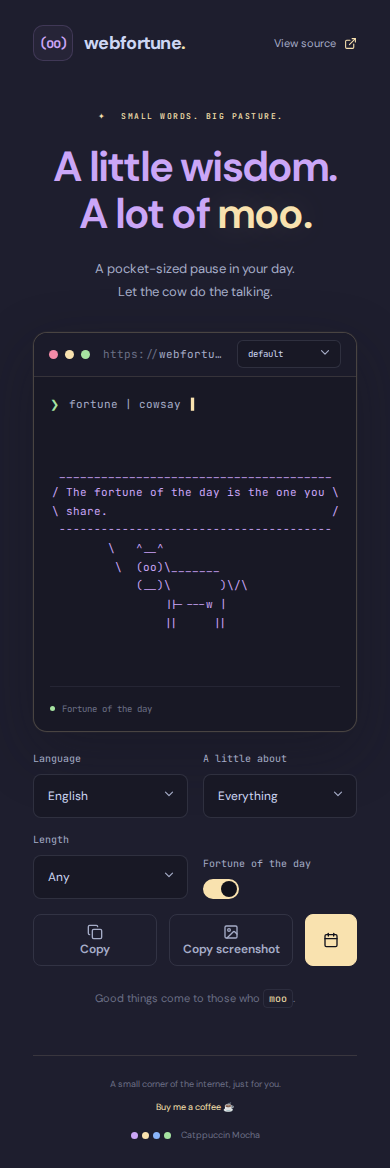 (oo) webfortune. View source
✦ SMALL WORDS. BIG PASTURE.
A little wisdom.
A lot of moo.
A pocket-sized pause in your day.
Let the cow do the talking.
https://webfortu… default
❯ fortune | cowsay
 ______________________________________
/ The fortune of the day is the one you \
\ share.                                /
 --------------------------------------
        \   ^__^
         \  (oo)\_______
            (__)\       )\/\
                ||----w |
                ||     ||
Fortune of the day
Language A little about
English Everything
Length
Any Fortune of the day
Copy Copy screenshot
Good things come to those who moo.
A small corner of the internet, just for you.
Buy me a coffee ☕
Catppuccin Mocha